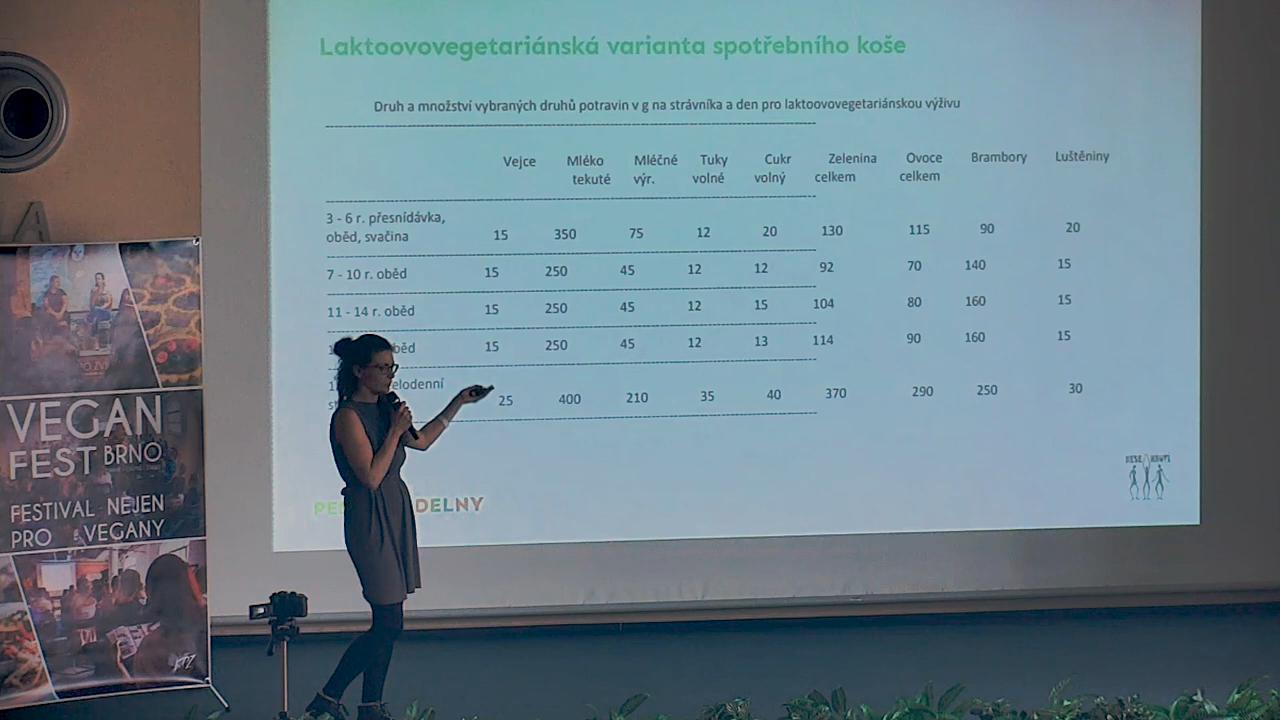 Laktoovovegetariánská varianta spotřebního koše
Druh a množství vybraných druhů potravin v g na strávníka a den pro laktoovovegetariánskou výživu
Vejce Mléko Mléčné Tuky Cukr Zelenina Ovoce Brambory Luštěniny
tekuté výr. volné volný celkem celkem
3 - 6 r. přesnídávka,
oběd, svačina 15 350 75 12 20 130 115 90 20
7 - 10 r. oběd 15 250 45 12 12 92 70 140 15
11 - 14 r. oběd 15 250 45 12 15 104 80 160 15
15 250 45 12 13 114 90 160 15
25 400 210 35 40 370 290 250 30
VEGAN
FEST BRNO
FESTIVAL NEJEN
PRO VEGANY